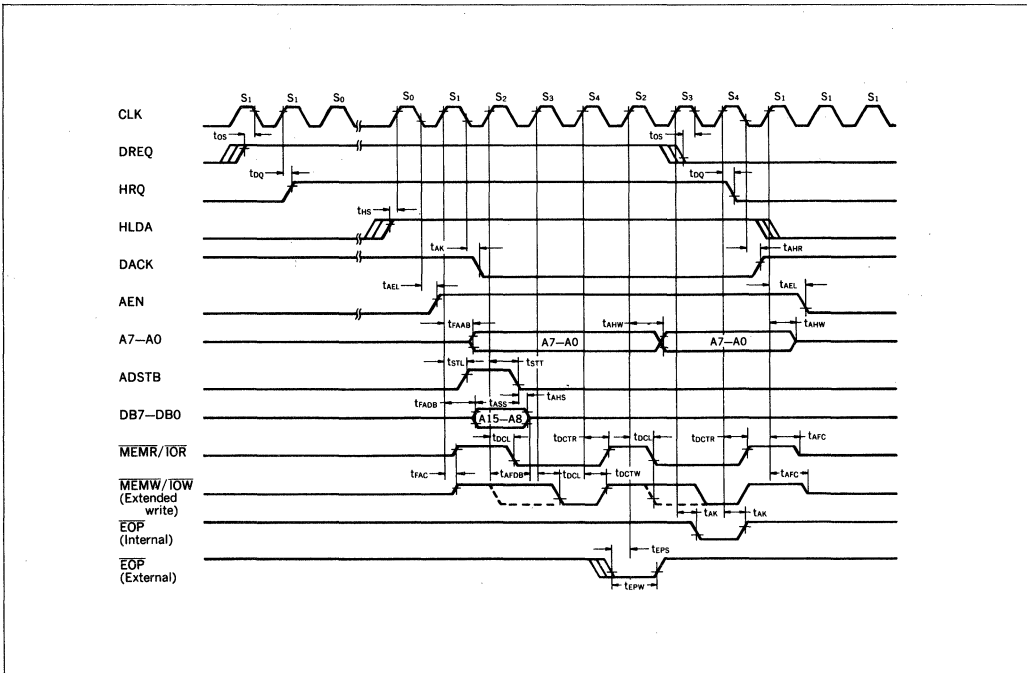 S1 S1 S0 S0 S1 S2 S3 S4 S2 S3 S4 S1 S1 S1
CLK
tOS tOS
DREQ
tDQ tDQ
HRQ
tHS
HLDA
tAK tAHR
DACK
tAEL tAEL
AEN
tFAAB tAHW tAHW
A7—A0 A7—A0 A7—A0
tSTL tSTT
ADSTB
tFADB tASS tAHS
DB7—DB0 A15—A8
tDCL tDCTR tDCL tDCTR tAFC
MEMR/IOR
tFAC tAFDB tDCL tDCTW tAFC
MEMW/IOW
(Extended
write)
tAK tAK
EOP
(Internal)
tEPS
EOP
(External)
tEPW